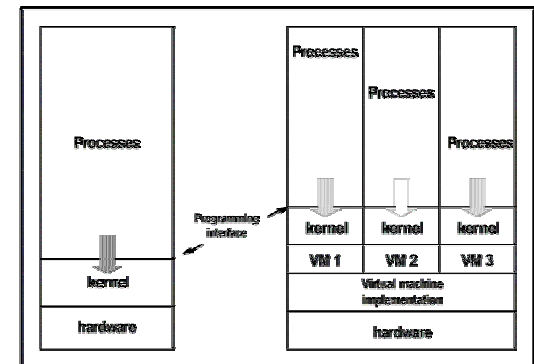 Processes
kernel
hardware
Programming
interface
Processes
Processes
Processes
kernel kernel kernel
VM 1 VM 2 VM 3
Virtual machine
implementation
hardware